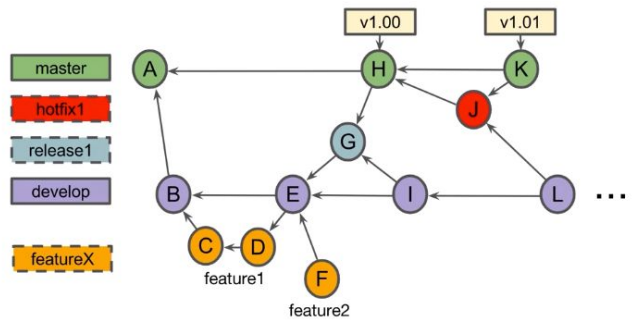 v1.00
v1.01
master
A
H
K
hotfix1
J
release1
G
develop
B
E
I
L
...
featureX
C
D
feature1
F
feature2